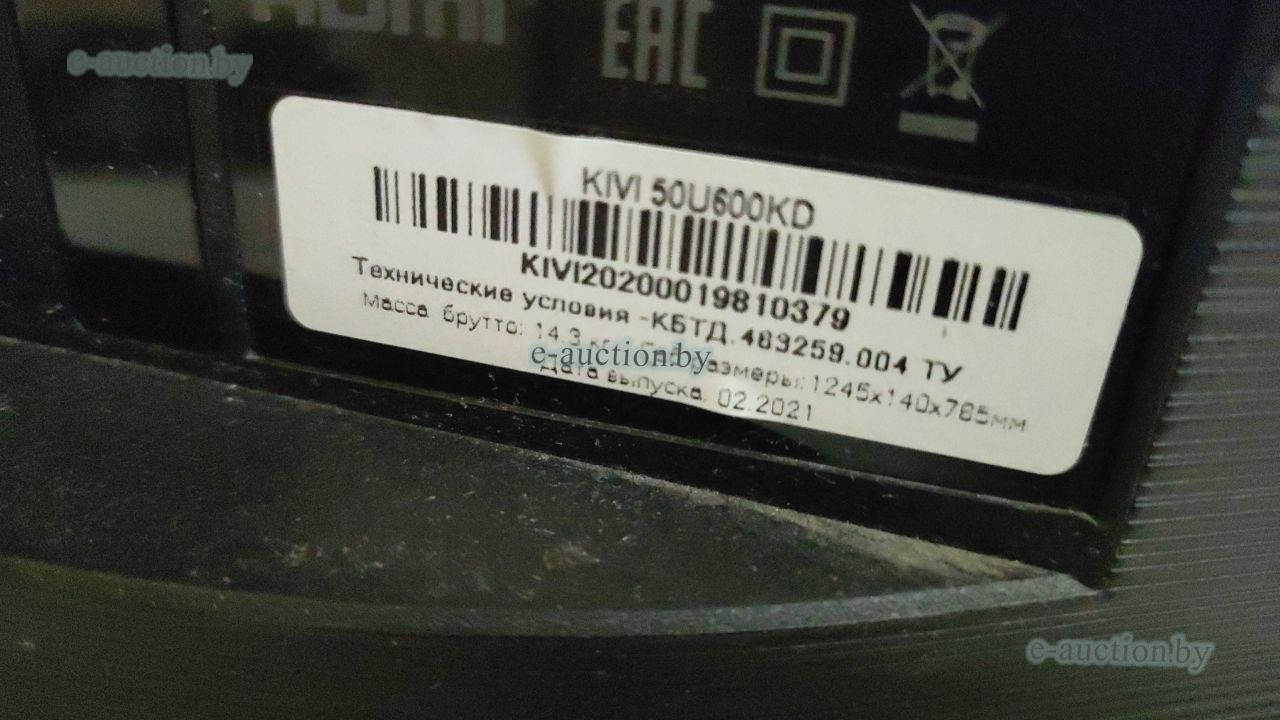 HDMI
EAC
e-auction.by
KIVI 50U600KD
KIVI20200019810379
Технические условия -КБТД.463259.004 ТУ
Масса брутто: 14,3 размеры:1245x140x765мм
e-auction.by
Дата выпуска: 02.2021
e-auction.by